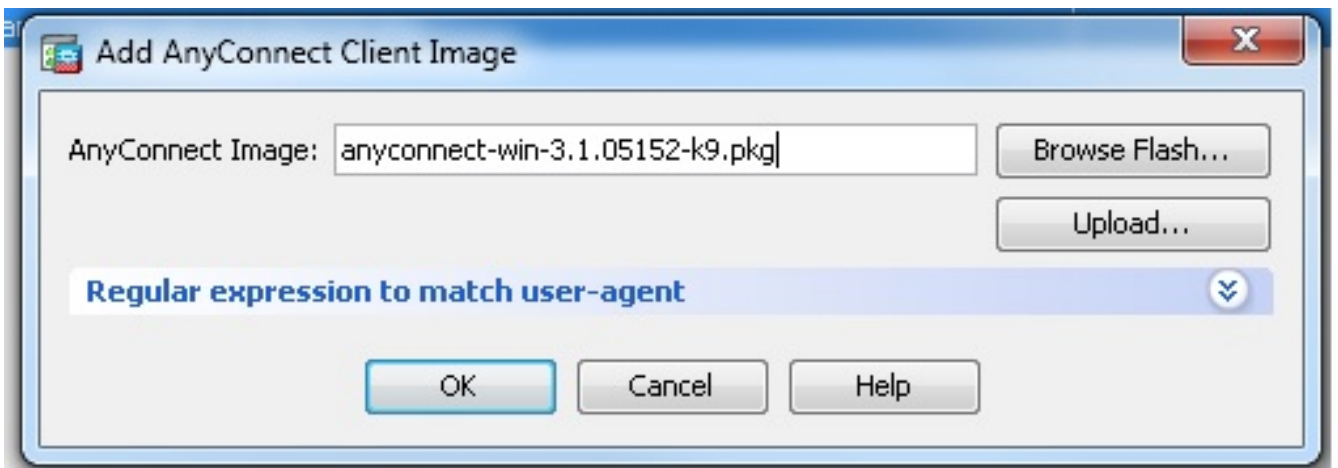 Add AnyConnect Client Image
AnyConnect Image: anyconnect-win-3.1.05152-k9.pkg Browse Flash...
Upload...
Regular expression to match user-agent
OK Cancel Help